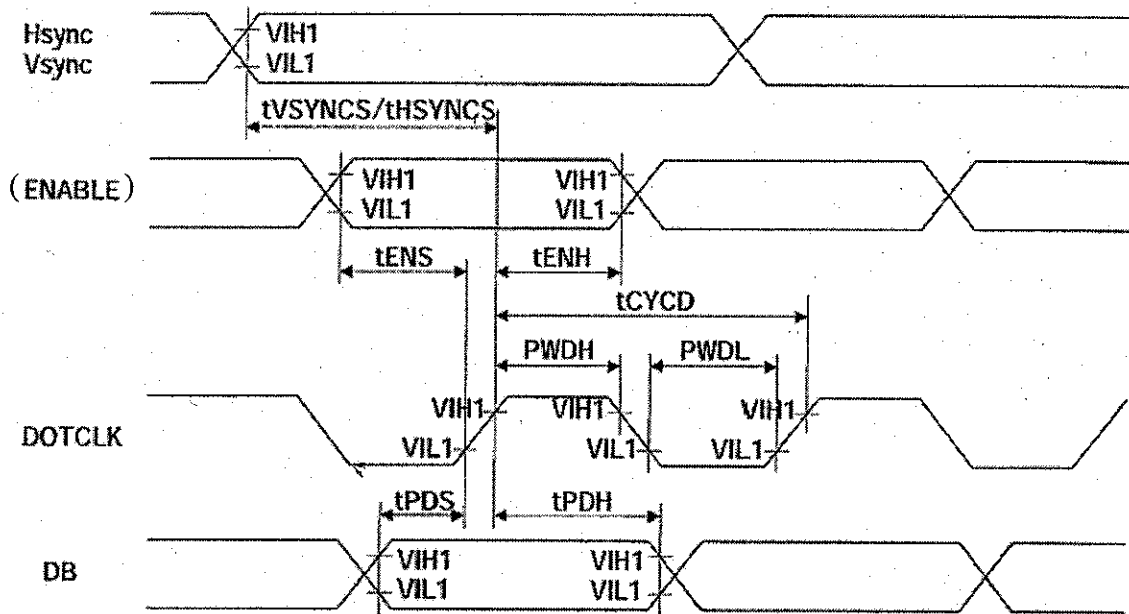 Hsync
Vsync
VIH1
VIL1
tVSYNCS/tHSYNCS
(ENABLE)
VIH1
VIL1
VIH1
VIL1
tENS
tENH
tCYCD
PWDH
PWDL
DOTCLK
VIH1
VIH1
VIH1
VIL1
VIL1
VIL1
tPDS
tPDH
DB
VIH1
VIL1
VIH1
VIL1